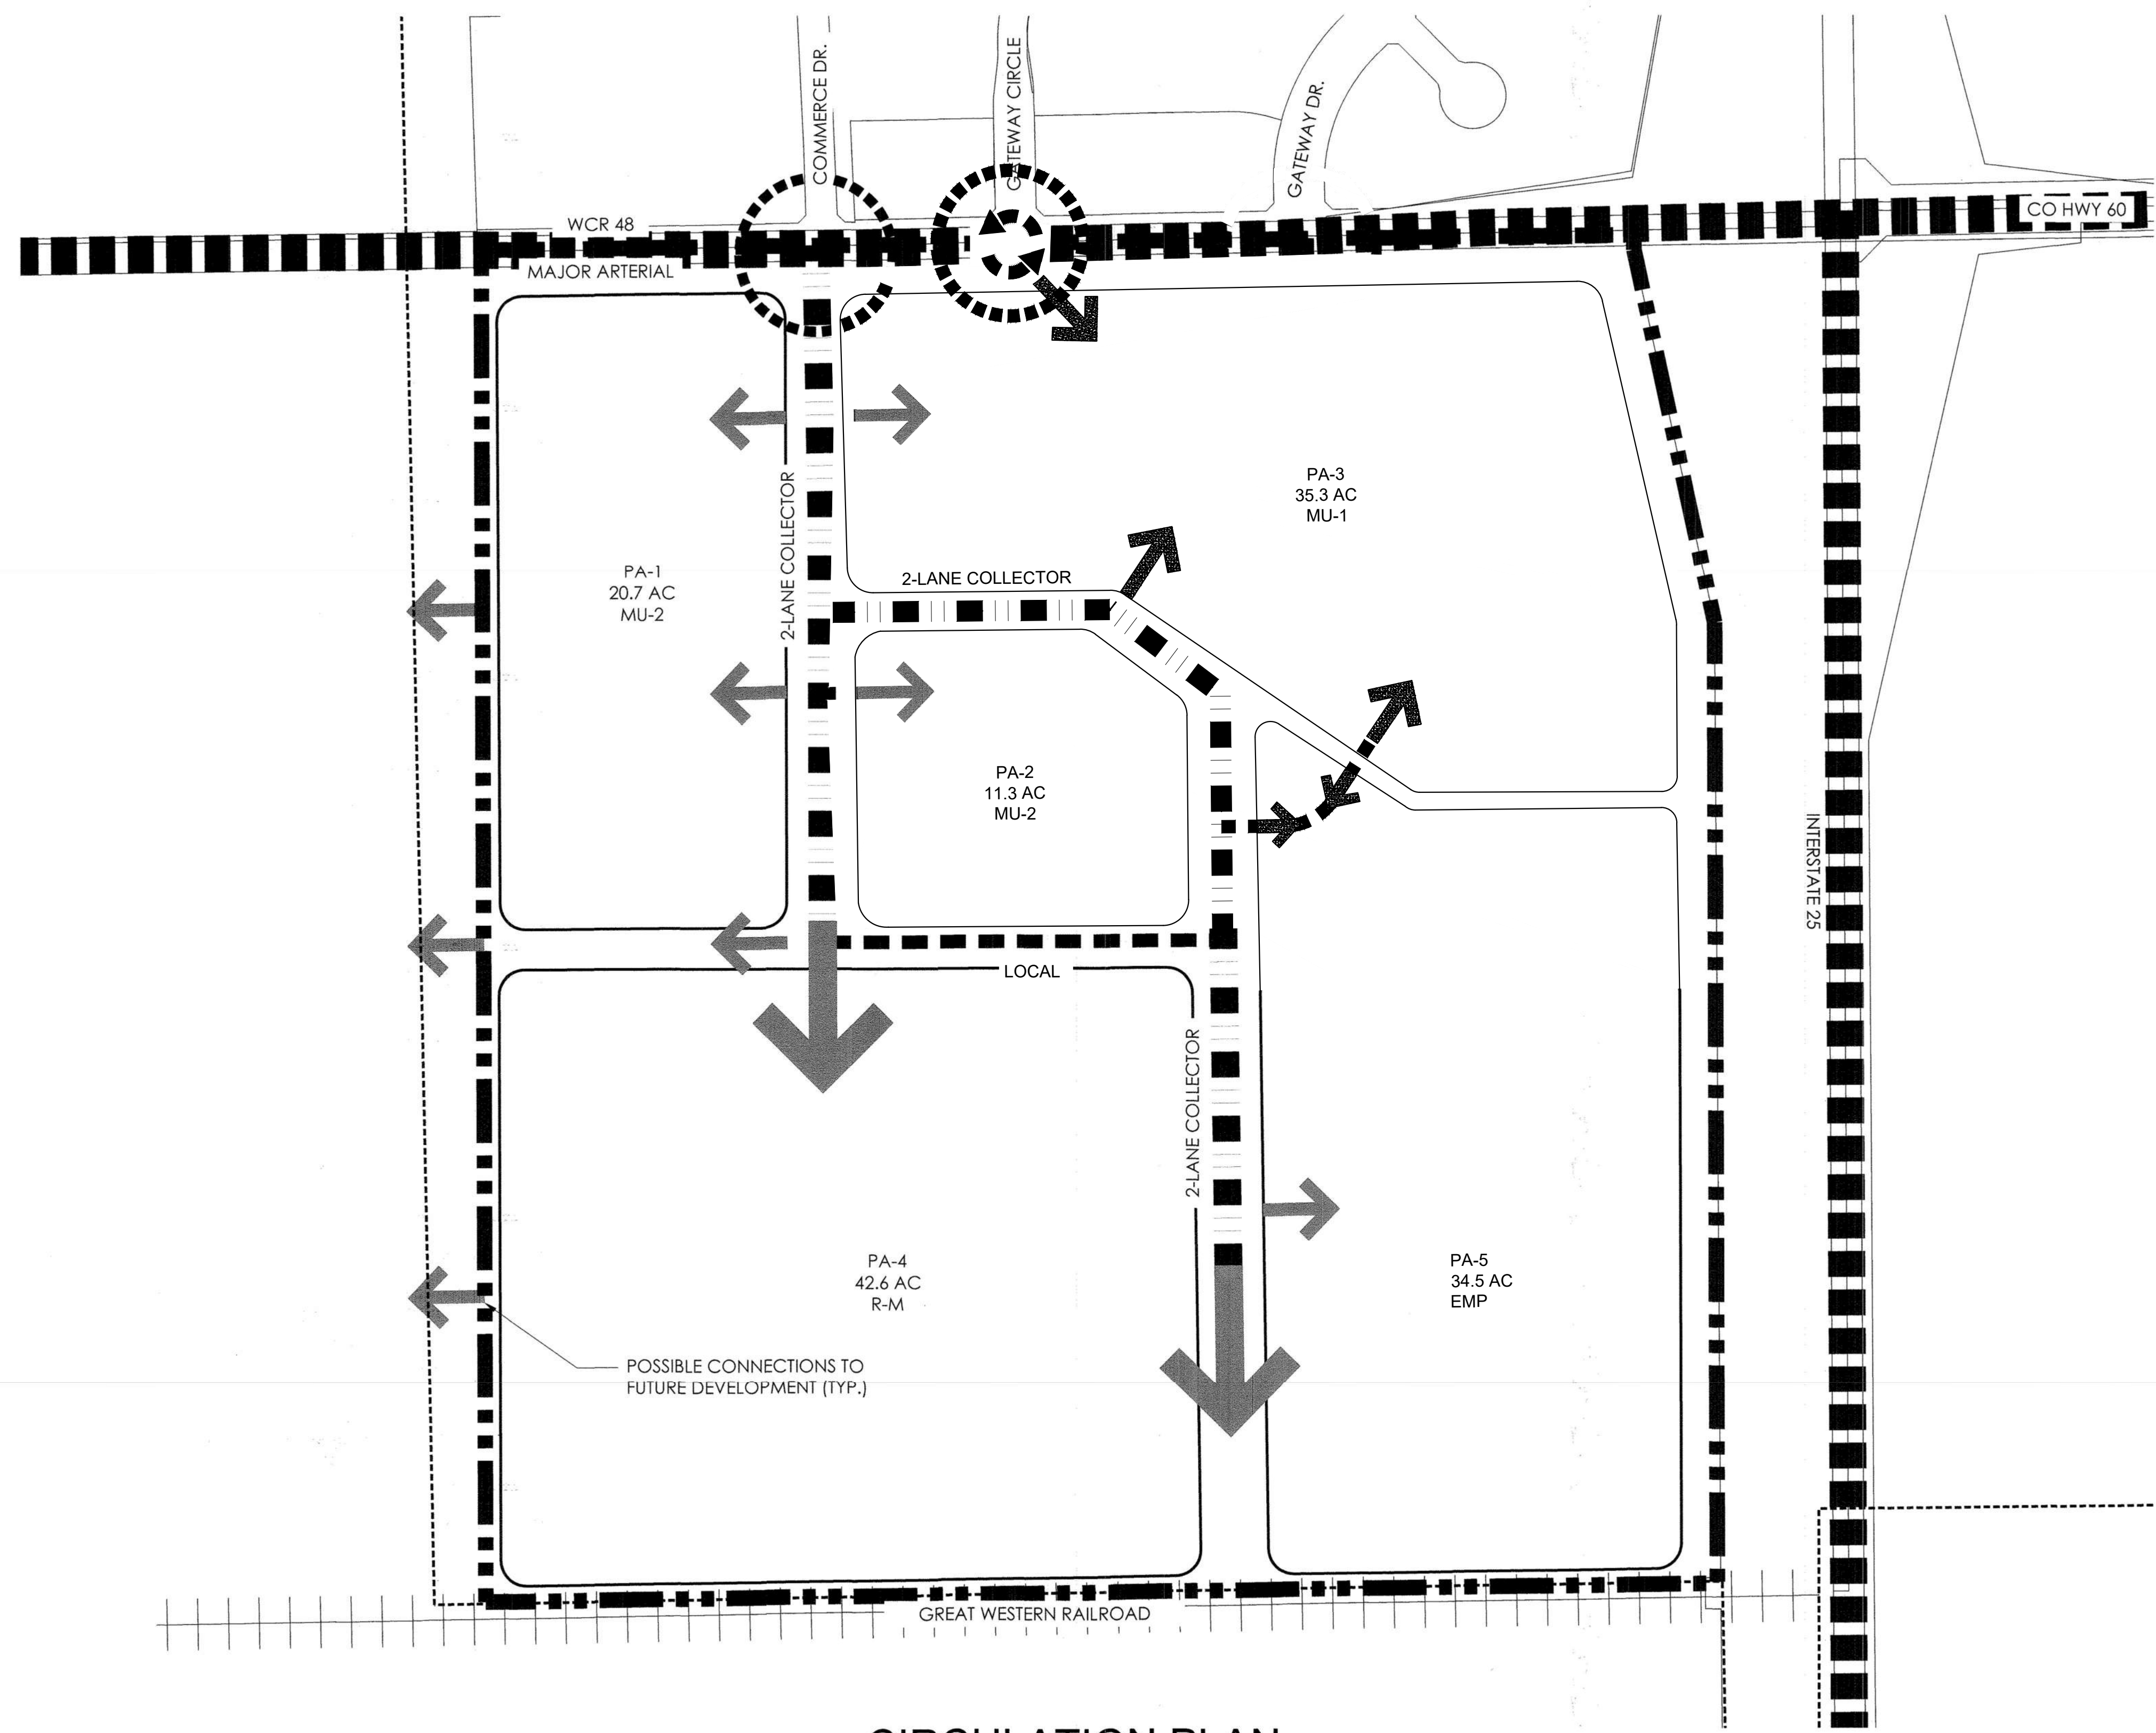 COMMERCE DR.
GATEWAY CIRCLE
GATEWAY DR.
WCR 48
CO HWY 60
MAJOR ARTERIAL
PA-3
35.3 AC
MU-1
2-LANE COLLECTOR
2-LANE COLLECTOR
PA-1
20.7 AC
MU-2
PA-2
11.3 AC
MU-2
INTERSTATE 25
LOCAL
2-LANE COLLECTOR
PA-4
42.6 AC
R-M
PA-5
34.5 AC
EMP
POSSIBLE CONNECTIONS TO
FUTURE DEVELOPMENT (TYP.)
GREAT WESTERN RAILROAD
CIRCULATION PLAN